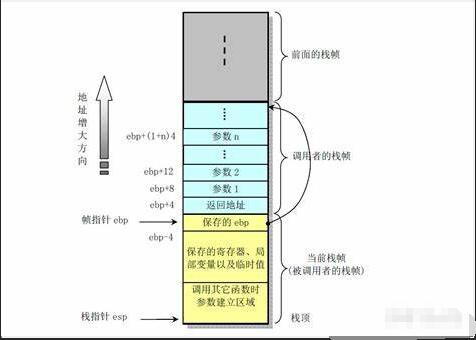 前面的栈帧
地址增大方向
ebp+(1+n)4
参数 n
调用者的栈帧
ebp+12
参数 2
ebp+8
参数 1
ebp+4
返回地址
帧指针 ebp
保存的 ebp
ebp-4
保存的寄存器、局
部变量以及临时值
当前栈帧
(被调用者的栈帧)
调用其它函数时
参数建立区域
栈指针 esp
栈顶